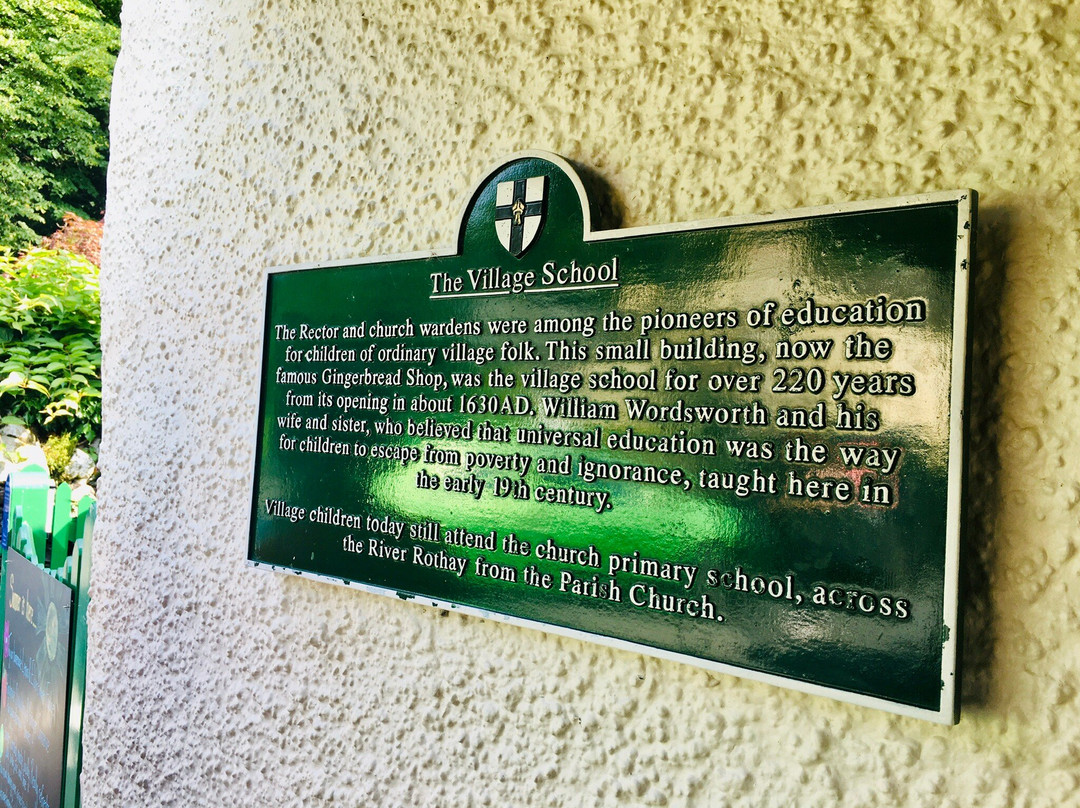 The Village School
The Rector and church wardens were among the pioneers of education
for children of ordinary village folk. This small building, now the
famous Gingerbread Shop, was the village school for over 220 years
from its opening in about 1630AD. William Wordsworth and his
wife and sister, who believed that universal education was the way
for children to escape from poverty and ignorance, taught here in
the early 19th century.
Village children today still attend the church primary school, across
the River Rothay from the Parish Church.